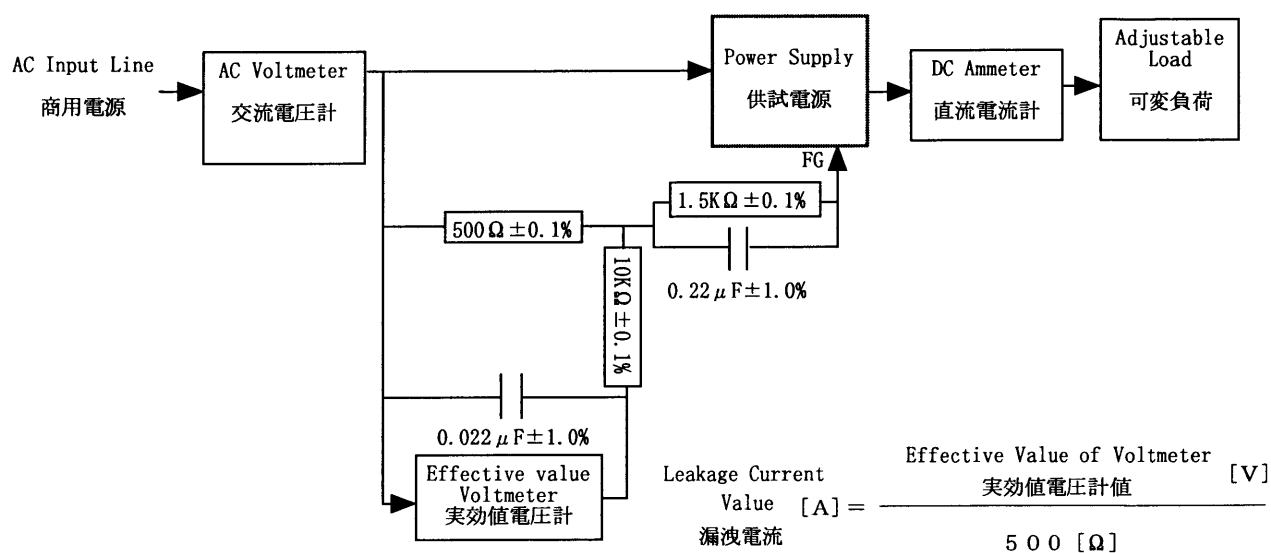 AC Input Line
商用電源
AC Voltmeter
交流電圧計
Power Supply
供試電源
FG
DC Ammeter
直流電流計
Adjustable
Load
可変負荷
500Ω±0.1%
1.5KΩ±0.1%
0.22μF±1.0%
10KΩ±0.1%
0.022μF±1.0%
Effective value
Voltmeter
実効値電圧計
Leakage Current
Value [A]=
漏洩電流
Effective Value of Voltmeter
実効値電圧計値 [V]
500[Ω]